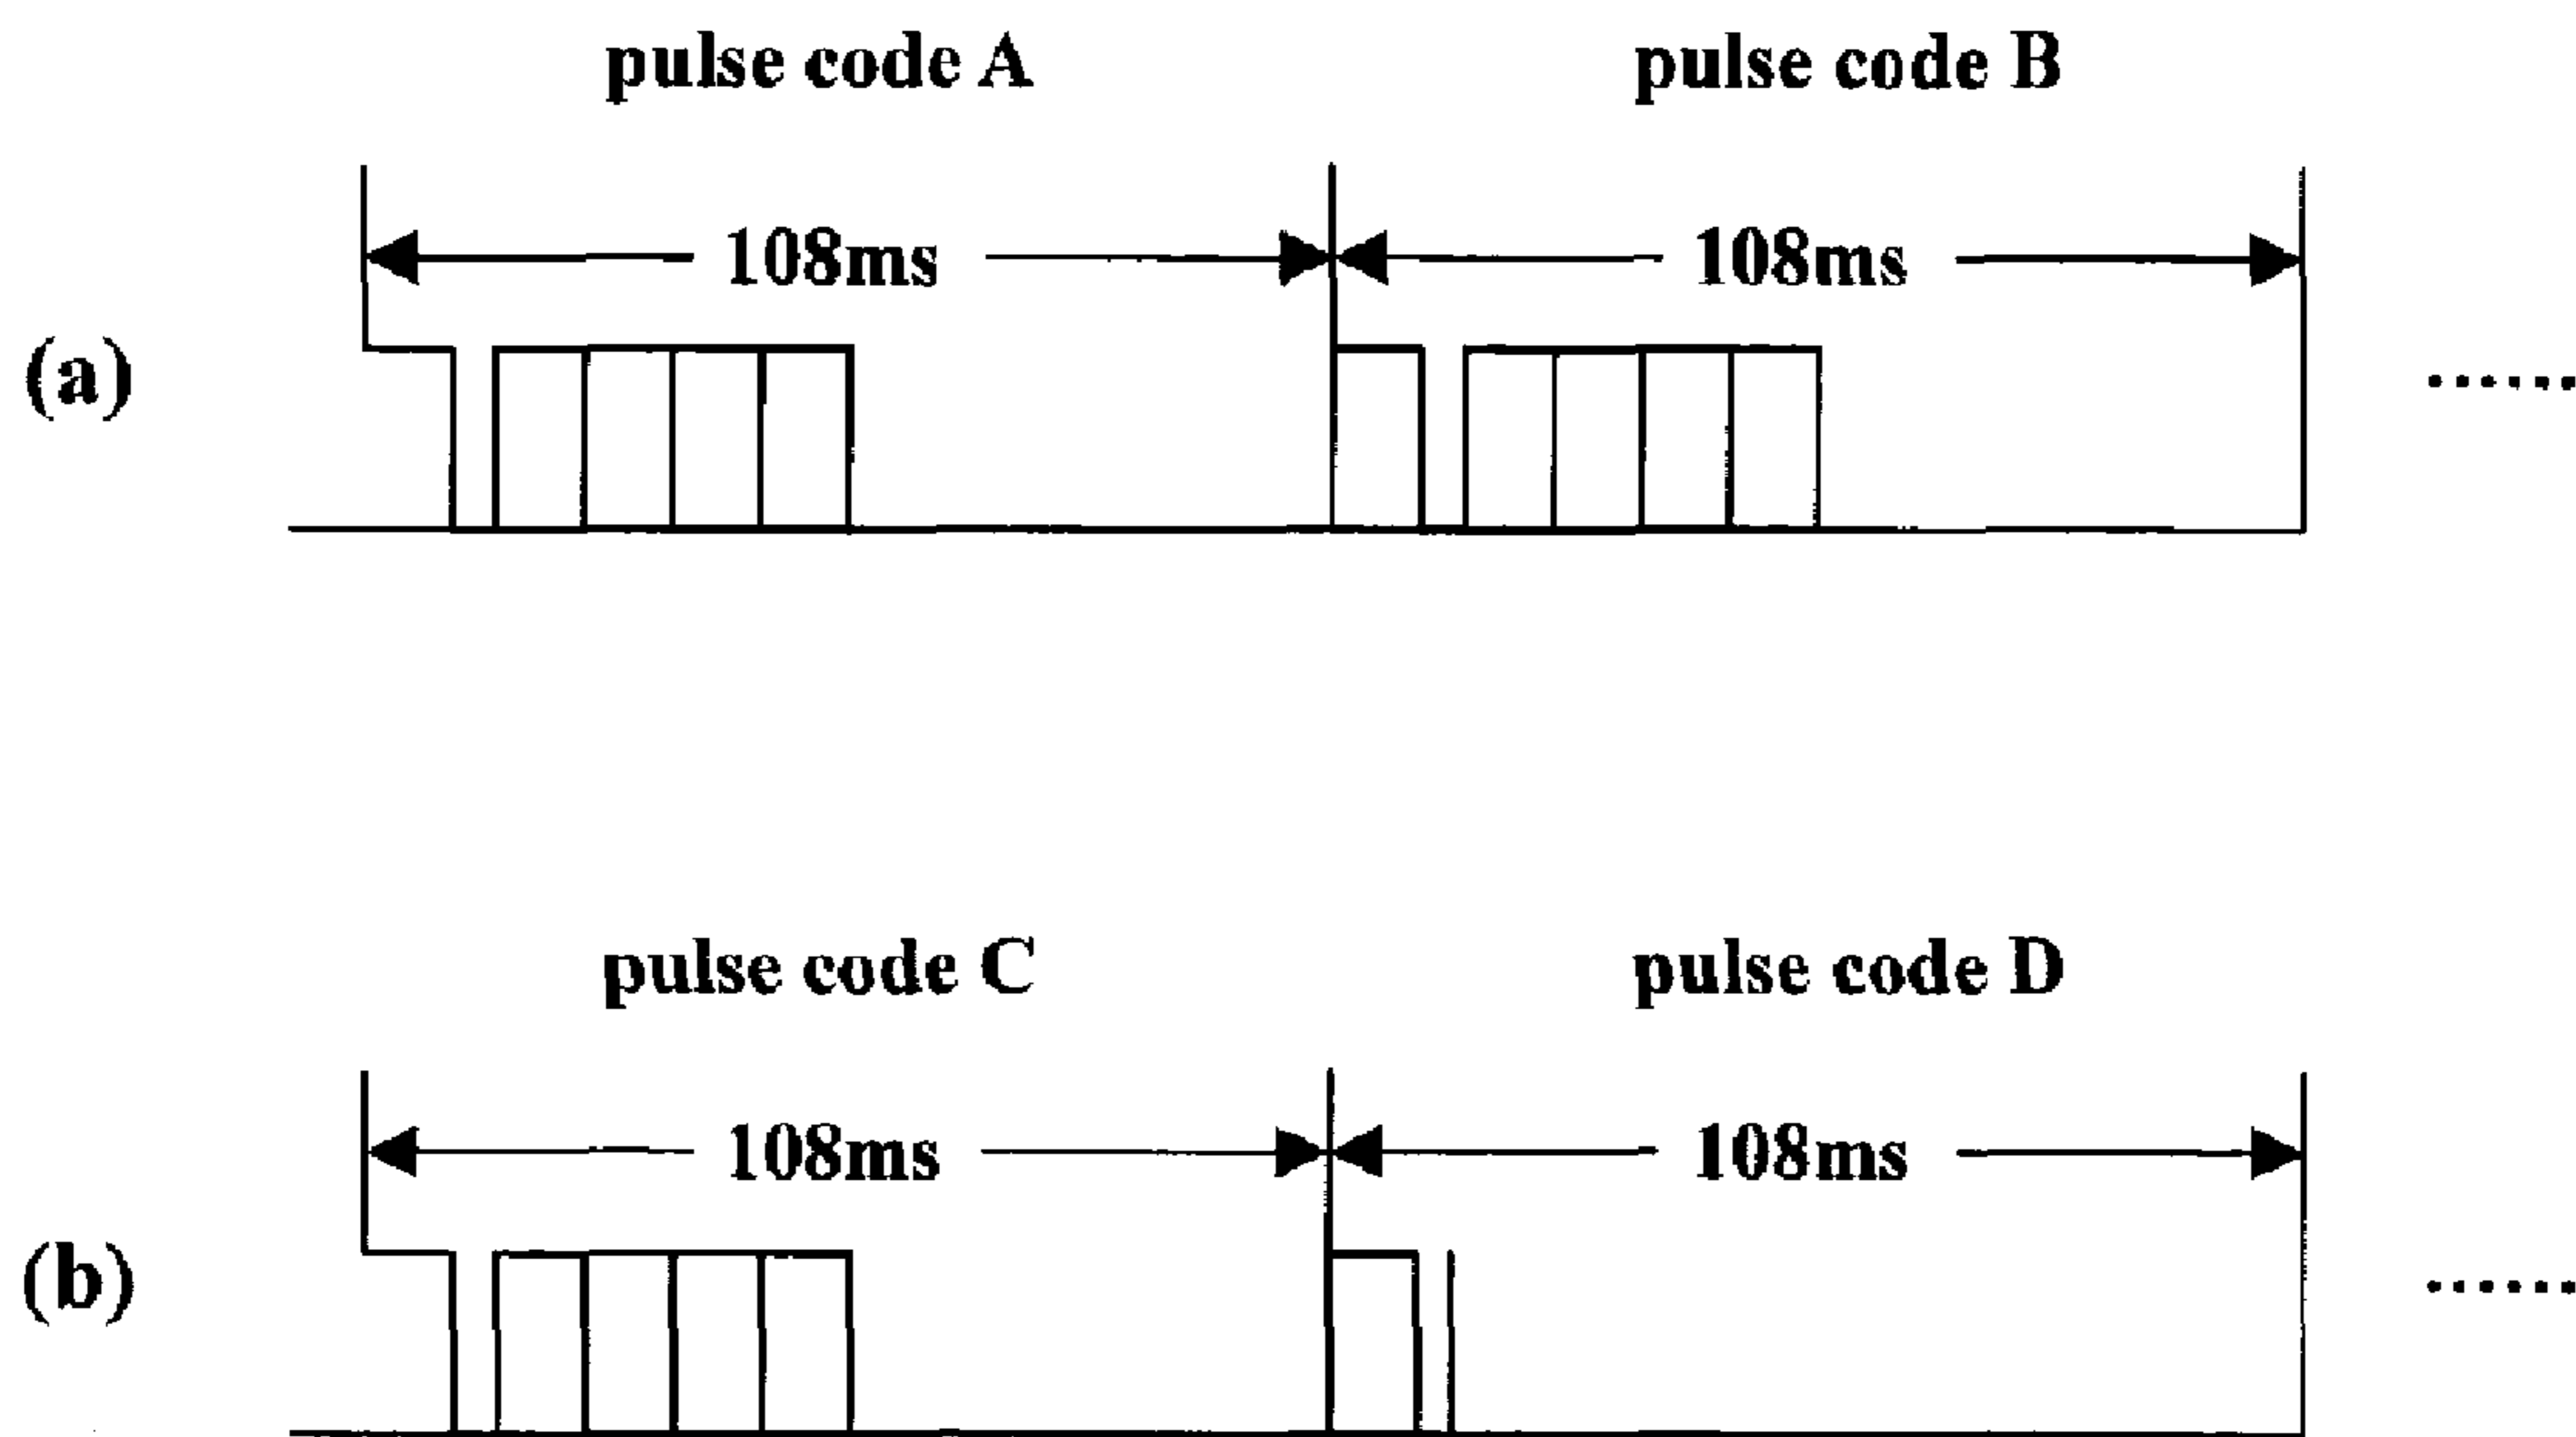 pulse code A pulse code B
108ms 108ms
(a) ......
pulse code C pulse code D
108ms 108ms
(b) ......